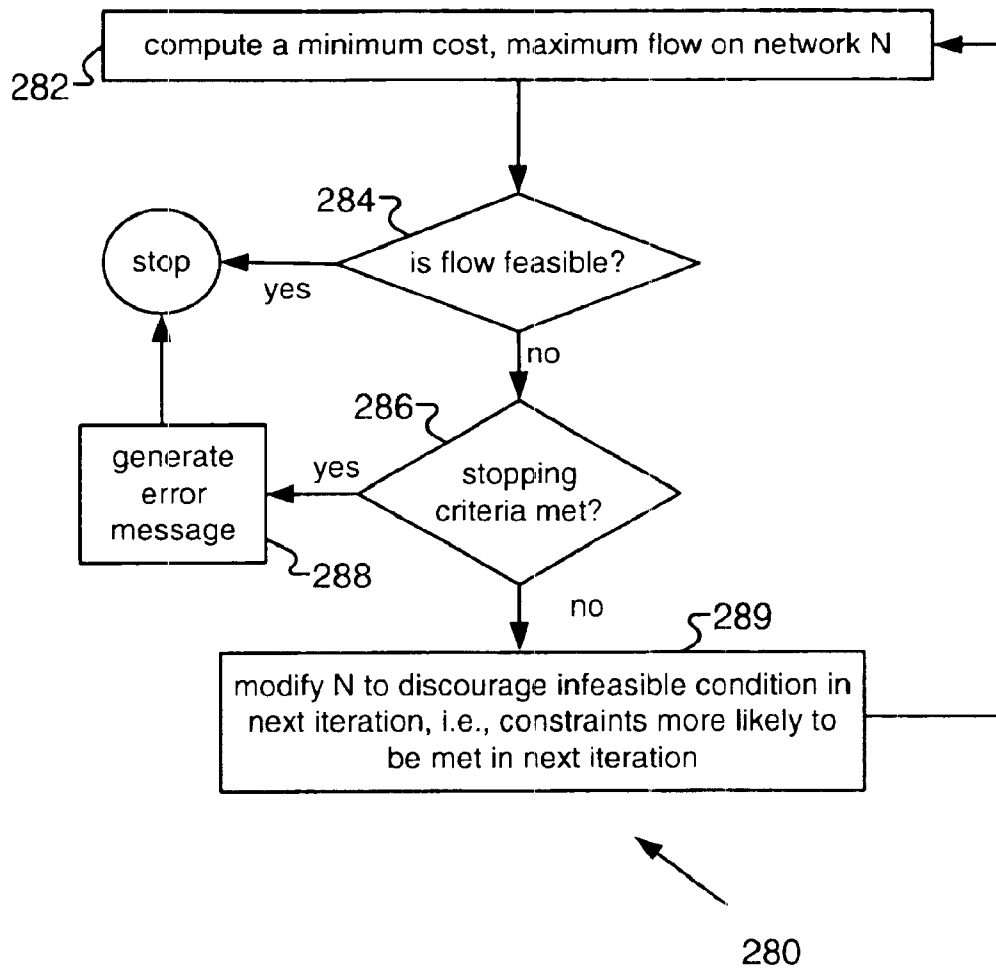 compute a minimum cost, maximum flow on network N
282
284
is flow feasible?
stop
yes
no
286
stopping
criteria met?
yes
generate
error
message
288
no
289
modify N to discourage infeasible condition in
next iteration, i.e., constraints more likely to
be met in next iteration
280